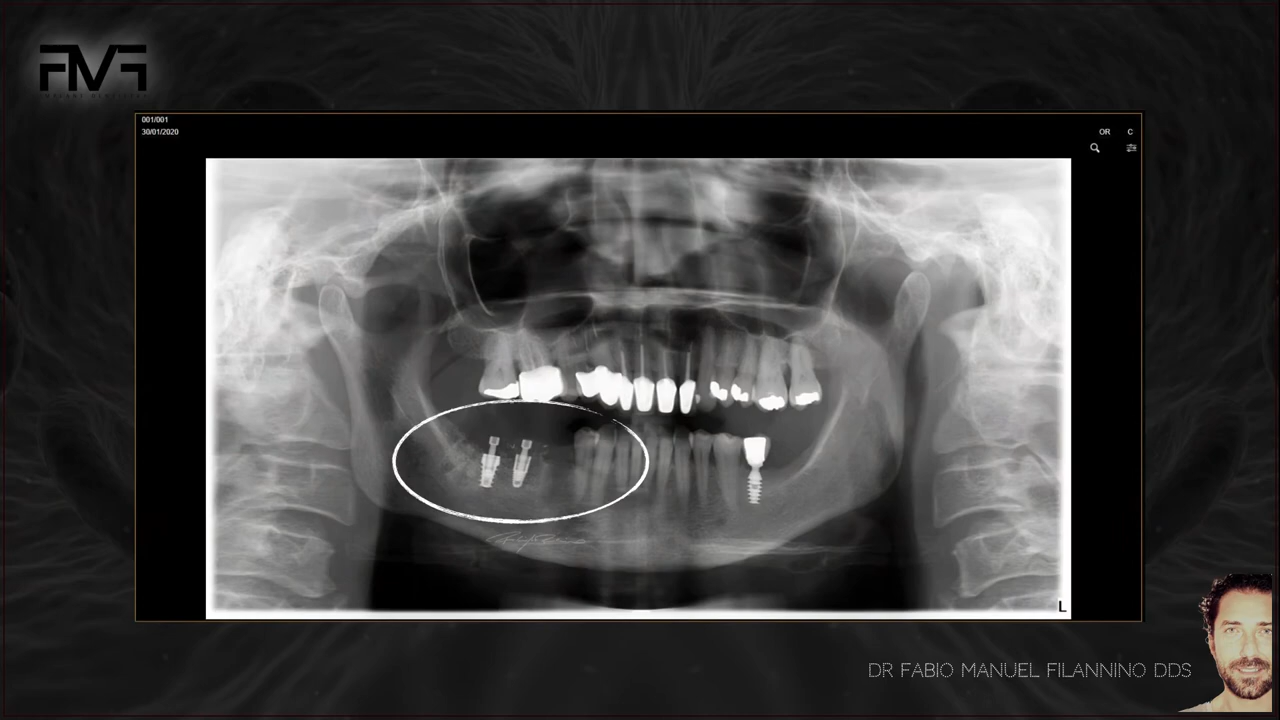 FMF
001/001
30/01/2020
OR C
L
DR FABIO MANUEL FILANNINO DDS